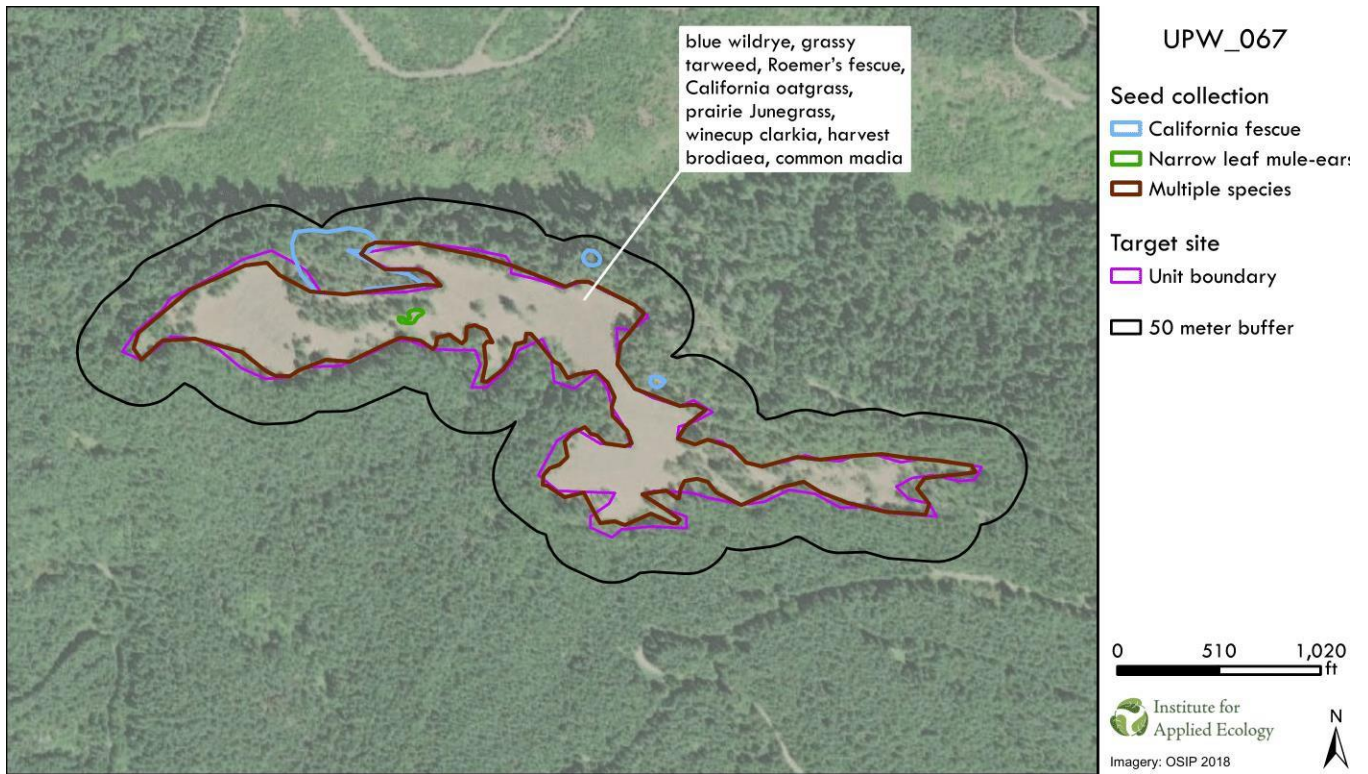 blue wildrye, grassy
tarweed, Roemer's fescue,
California oatgrass,
prairie Junegrass,
winecup clarkia, harvest
brodiaea, common madia
UPW_067
Seed collection
California fescue
Narrow leaf mule-ears
Multiple species
Target site
Unit boundary
50 meter buffer
0 510 1,020
ft
Institute for
Applied Ecology
N
Imagery: OSIP 2018